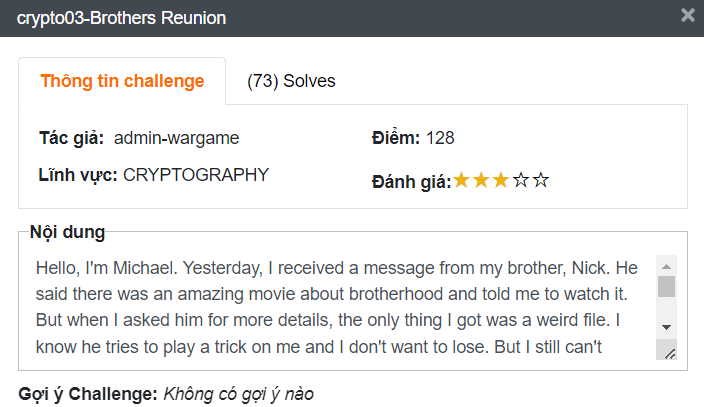 crypto03-Brothers Reunion
Thông tin challenge
(73) Solves
Tác giả: admin-wargame
Điểm: 128
Lĩnh vực: CRYPTOGRAPHY
Đánh giá:
Nội dung
Hello, I'm Michael. Yesterday, I received a message from my brother, Nick. He
said there was an amazing movie about brotherhood and told me to watch it.
But when I asked him for more details, the only thing I got was a weird file. I
know he tries to play a trick on me and I don't want to lose. But I still can't
Gợi ý Challenge: Không có gợi ý nào